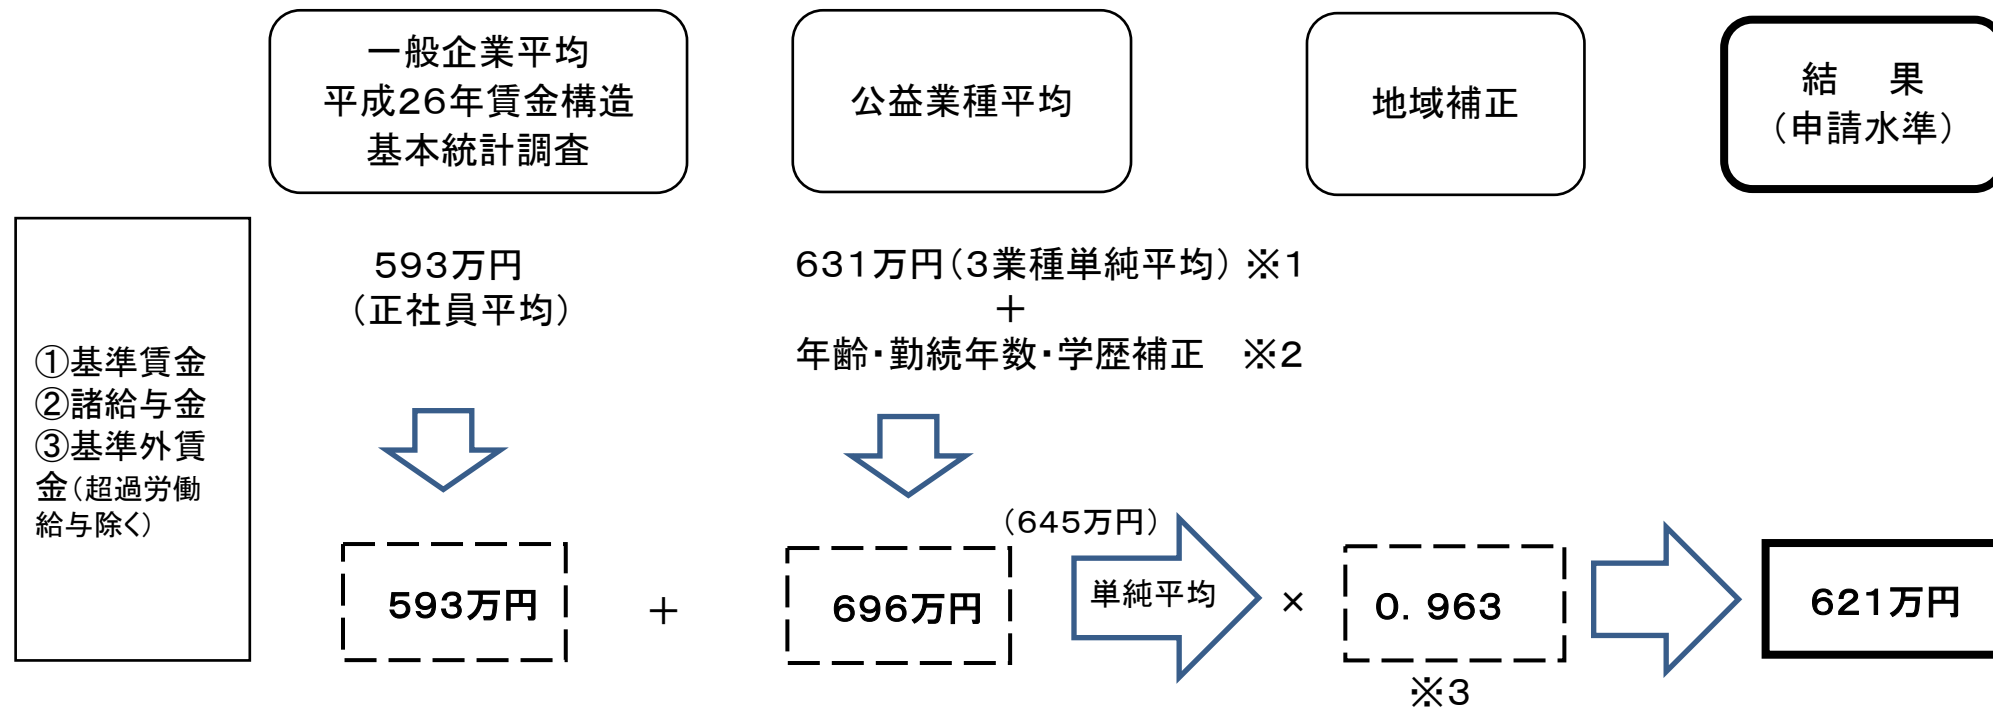 一般企業平均
平成26年賃金構造
基本統計調査
公益業種平均
地域補正
結　果
（申請水準）
①基準賃金
②諸給与金
③基準外賃
金（超過労働
給与除く）
593万円
（正社員平均）
631万円（3業種単純平均）※1
＋
年齢・勤続年数・学歴補正　※2
593万円
＋
696万円
（645万円）
単純平均
×
0．963
※3
621万円